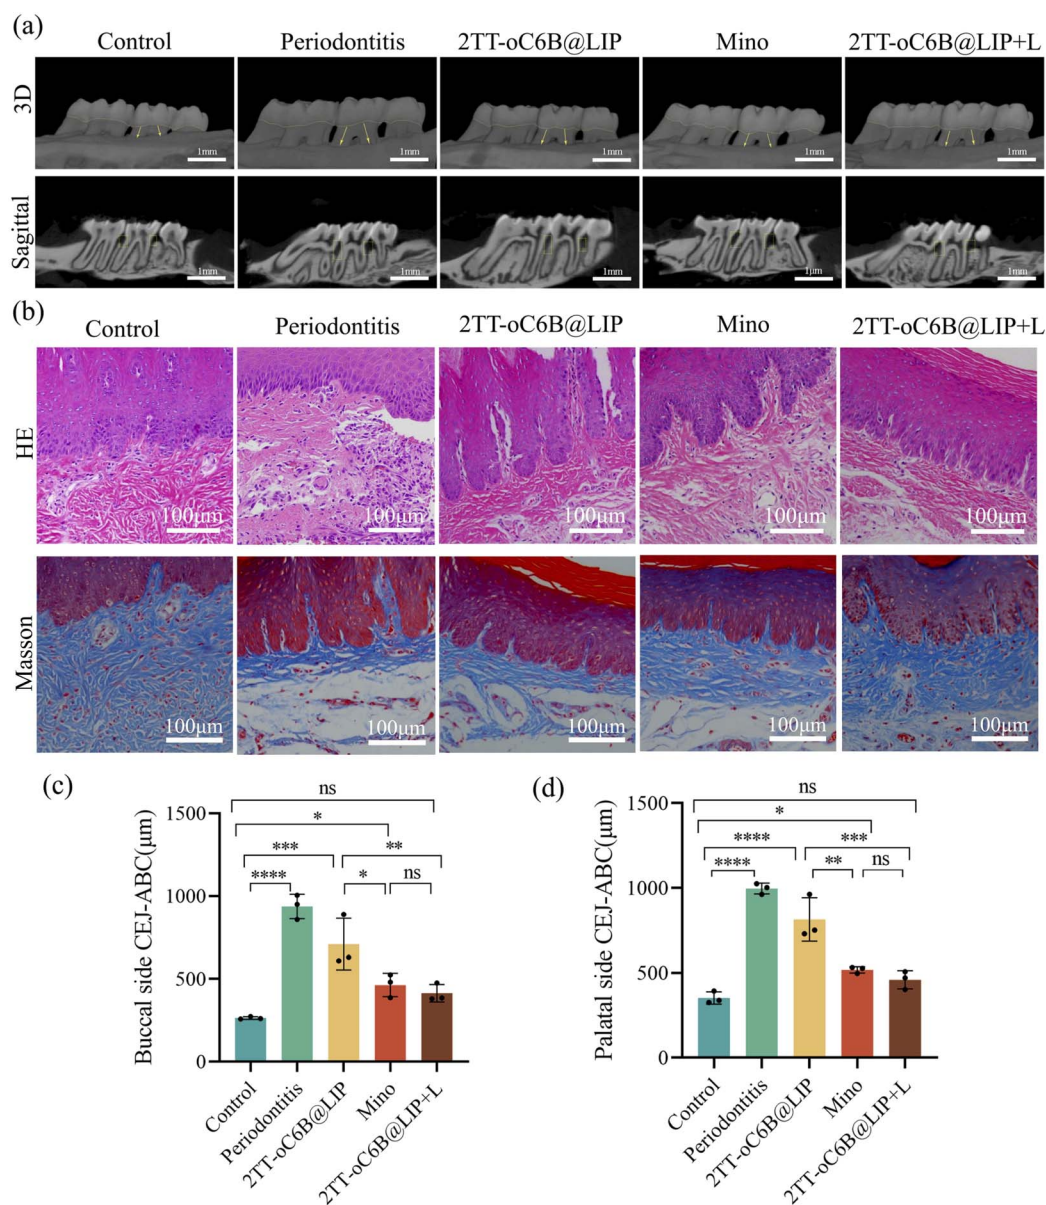 (a)
Control Periodontitis 2TT-oC6B@LIP Mino 2TT-oC6B@LIP+L
3D
1mm 1mm 1mm 1mm 1mm
Sagittal
1mm 1mm 1mm 1µm 1mm
(b)
Control Periodontitis 2TT-oC6B@LIP Mino 2TT-oC6B@LIP+L
HE
100µm 100µm 100µm 100µm 100µm
Masson
100µm 100µm 100µm 100µm 100µm
(c)
Buccal side CEJ-ABC(µm)
1500
1000
500
0
ns
*
*** **
**** * ns
Control
Periodontitis
2TT-oC6B@LIP
Mino
2TT-oC6B@LIP+L
(d)
Palatal side CEJ-ABC(µm)
1500
1000
500
0
ns
*
**** ***
**** ** ns
Control
Periodontitis
2TT-oC6B@LIP
Mino
2TT-oC6B@LIP+L